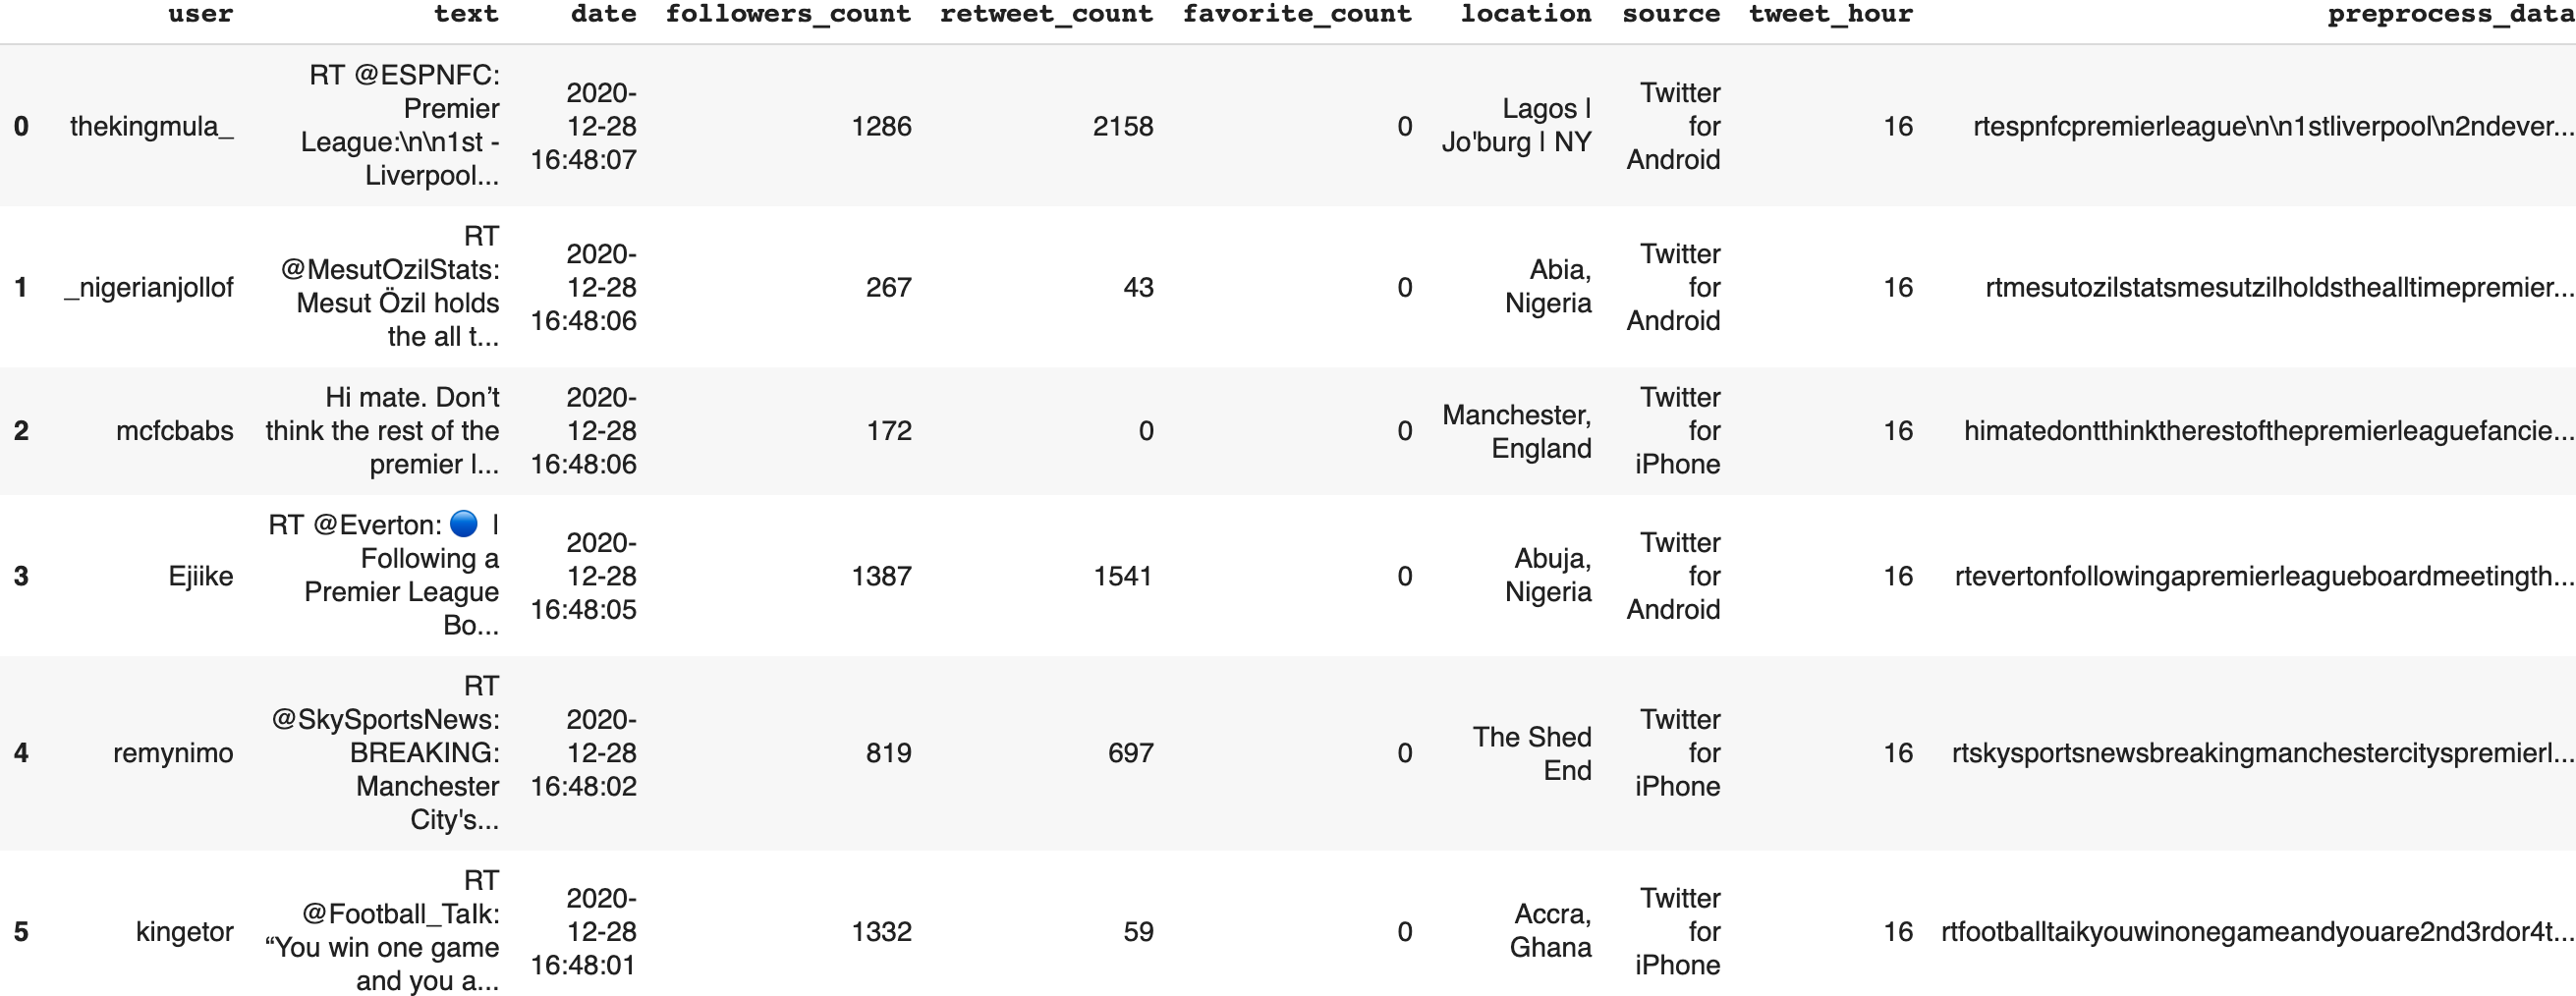 user text date followers_count retweet_count favorite_count location source tweet_hour preprocess_data
0 thekingmula_ RT @ESPNFC: Premier League:\n\n1st - Liverpool... 2020-12-28 16:48:07 1286 2158 0 Lagos | Jo'burg | NY Twitter for Android 16 rtespnfcpremierleague\n\n1stliverpool\n2ndever...
1 _nigerianjollof RT @MesutOzilStats: Mesut Özil holds the all t... 2020-12-28 16:48:06 267 43 0 Abia, Nigeria Twitter for Android 16 rtmesutozilstatsmesutzilholdsthealltimepremier...
2 mcfcbabs Hi mate. Don’t think the rest of the premier l... 2020-12-28 16:48:06 172 0 0 Manchester, England Twitter for iPhone 16 himatedontthinktherestofthepremierleaguefancie...
3 Ejiike RT @Everton: 🔵 | Following a Premier League Bo... 2020-12-28 16:48:05 1387 1541 0 Abuja, Nigeria Twitter for Android 16 rtevertonfollowingapremierleagueboardmeetingth...
4 remynimo RT @SkySportsNews: BREAKING: Manchester City's... 2020-12-28 16:48:02 819 697 0 The Shed End Twitter for iPhone 16 rtskysportsnewsbreakingmanchestercityspremierl...
5 kingetor RT @Football_TaIk: “You win one game and you a... 2020-12-28 16:48:01 1332 59 0 Accra, Ghana Twitter for iPhone 16 rtfootballtaikyouwinonegameandyouare2nd3rdor4t...